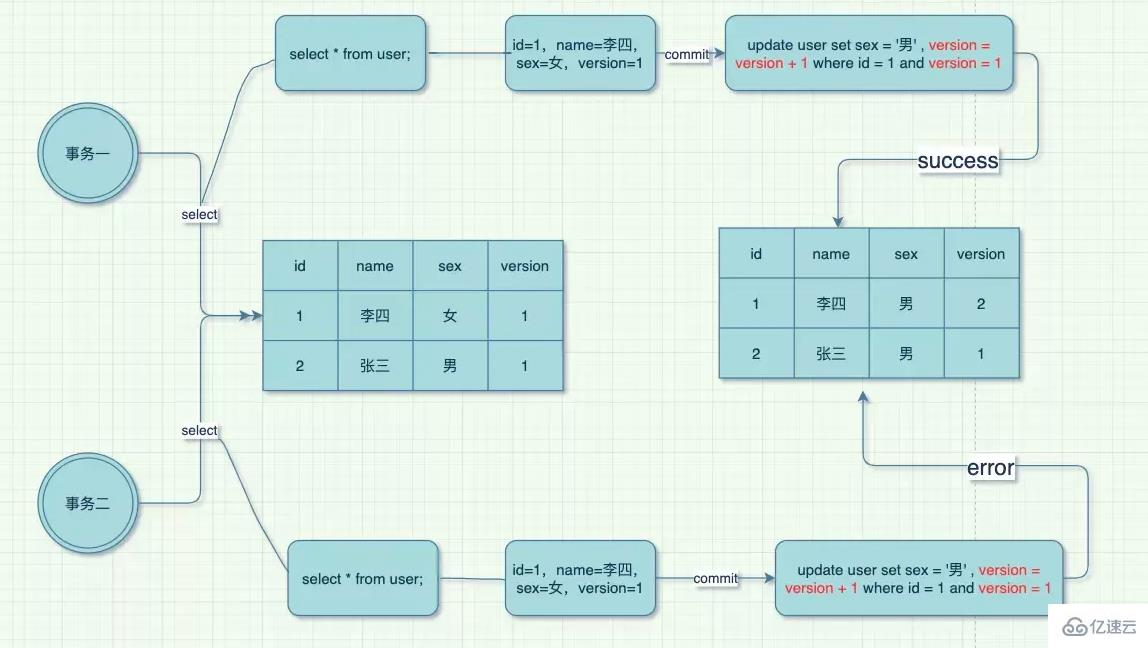 select * from user;
id=1，name=李四，
sex=女，version=1
commit
update user set sex = '男' , version =
version + 1 where id = 1 and version = 1
事务一
success
select
id name sex version
1 李四 女 1
2 张三 男 1
id name sex version
1 李四 男 2
2 张三 男 1
select
error
事务二
select * from user;
id=1，name=李四，
sex=女，version=1
commit
update user set sex = '男' , version =
version + 1 where id = 1 and version = 1
亿速云